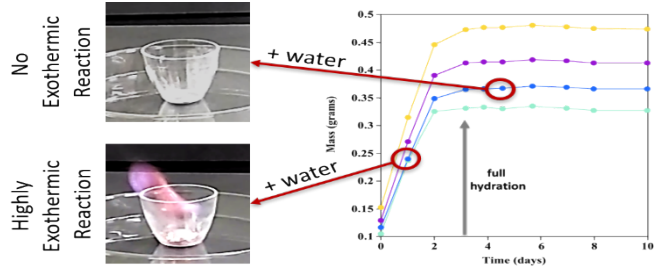 No
Exothermic
Reaction
+ water
Highly
Exothermic
Reaction
+ water
0.5
0.45
0.4
0.35
0.3
0.25
0.2
0.15
0.1
Mass (grams)
full
hydration
0 2 4 6 8 10
Time (days)